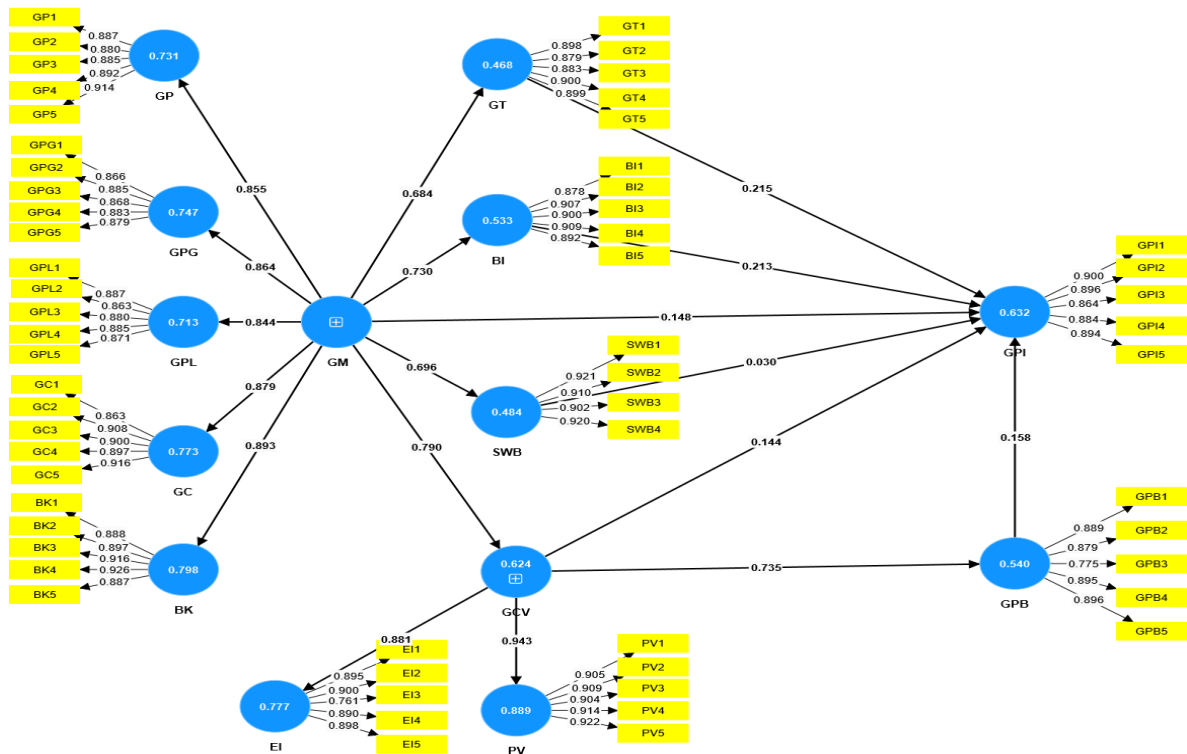 GP1
GP2
GP3
GP4
GP5
0.887
0.880
0.885
0.892
0.914
0.731
GP
GPG1
GPG2
GPG3
GPG4
GPG5
0.866
0.885
0.868
0.883
0.879
0.747
GPG
GPL1
GPL2
GPL3
GPL4
GPL5
0.887
0.863
0.880
0.885
0.871
0.713
GPL
GC1
GC2
GC3
GC4
GC5
0.863
0.908
0.900
0.897
0.916
0.773
GC
BK1
BK2
BK3
BK4
BK5
0.888
0.897
0.916
0.926
0.887
0.798
BK
0.855
0.864
0.844
0.879
0.893
GM
0.684
0.730
0.148
0.696
0.790
0.468
GT
0.898
0.879
0.883
0.900
0.899
GT1
GT2
GT3
GT4
GT5
0.533
BI
0.878
0.907
0.900
0.909
0.892
BI1
BI2
BI3
BI4
BI5
0.484
SWB
0.921
0.910
0.902
0.920
SWB1
SWB2
SWB3
SWB4
0.215
0.213
0.030
0.144
0.158
0.632
GPI
0.900
0.896
0.864
0.884
0.894
GPI1
GPI2
GPI3
GPI4
GPI5
0.624
GCV
0.735
0.881
0.943
0.540
GPB
0.889
0.879
0.775
0.895
0.896
GPB1
GPB2
GPB3
GPB4
GPB5
0.777
EI
0.895
0.900
0.761
0.890
0.898
EI1
EI2
EI3
EI4
EI5
0.889
PV
0.905
0.909
0.904
0.914
0.922
PV1
PV2
PV3
PV4
PV5